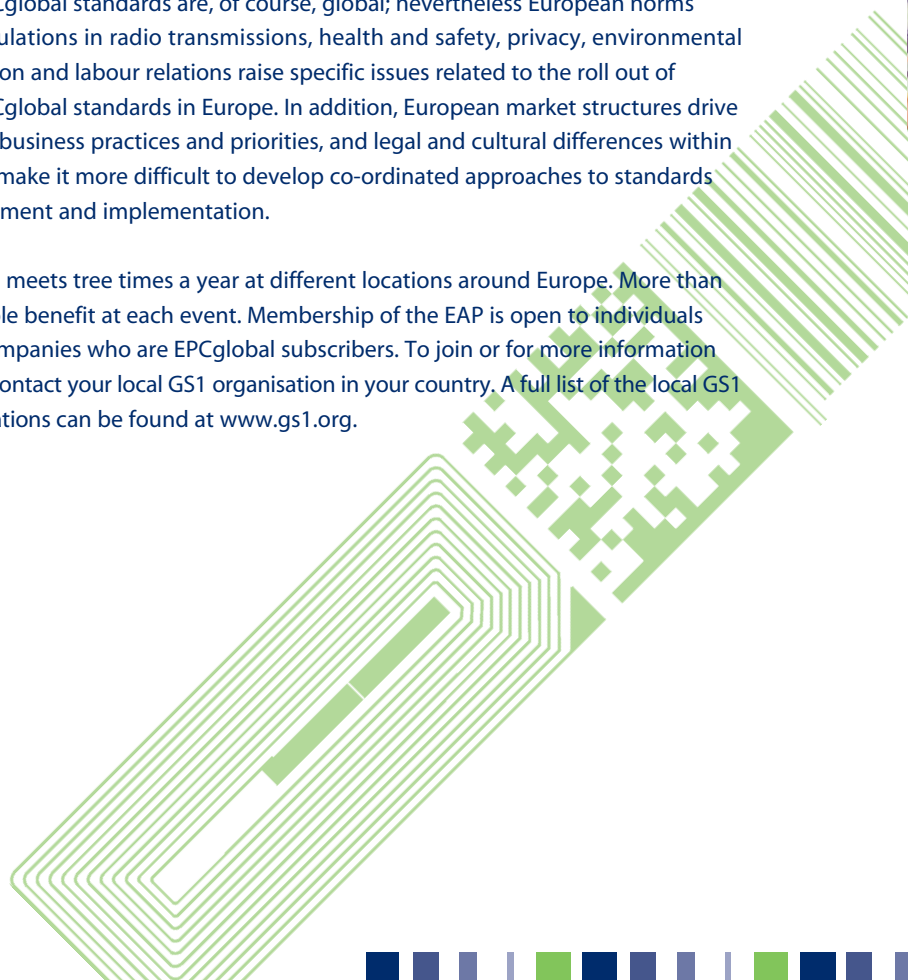 global standards are, of course, global; nevertheless European norms
ulations in radio transmissions, health and safety, privacy, environmental
on and labour relations raise specific issues related to the roll out of
Cglobal standards in Europe. In addition, European market structures drive
business practices and priorities, and legal and cultural differences within
make it more difficult to develop co-ordinated approaches to standards
ment and implementation.
meets tree times a year at different locations around Europe. More than
le benefit at each event. Membership of the EAP is open to individuals
mpanies who are EPCglobal subscribers. To join or for more information
ontact your local GS1 organisation in your country. A full list of the local GS1
tions can be found at www.gs1.org.